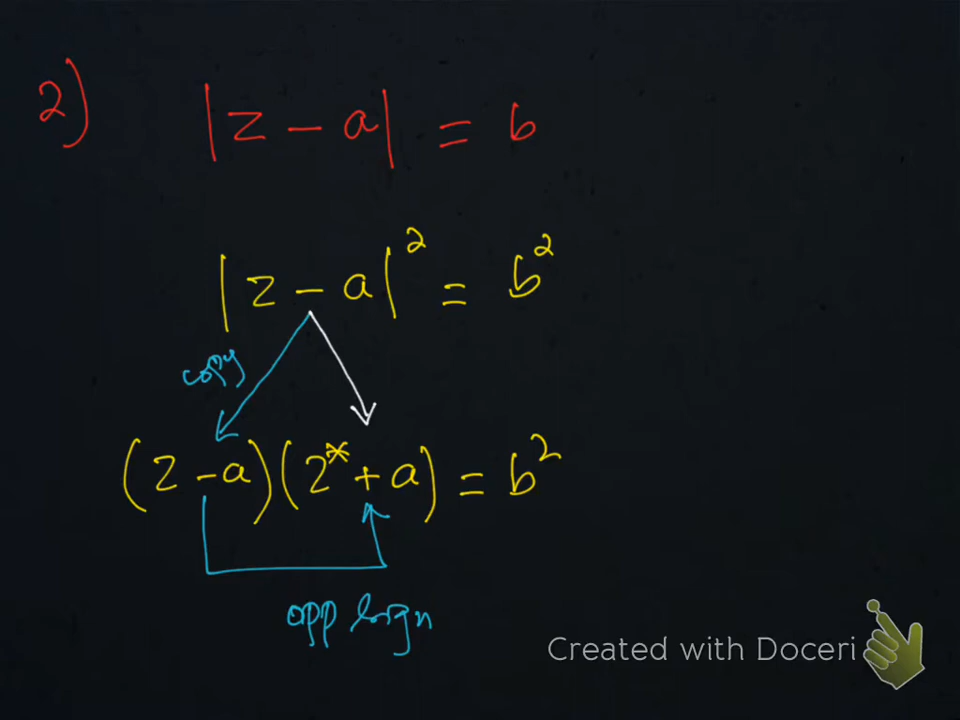 2) |z - a| = b
|z - a|² = b²
copy
(z - a)(z* + a) = b²
opp sign
Created with Doceri